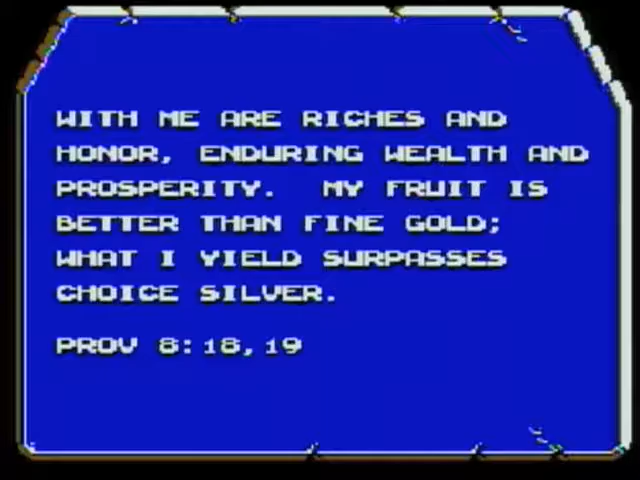 WITH ME ARE RICHES AND
HONOR, ENDURING WEALTH AND
PROSPERITY.  MY FRUIT IS
BETTER THAN FINE GOLD;
WHAT I YIELD SURPASSES
CHOICE SILVER.
PROV 8:18,19